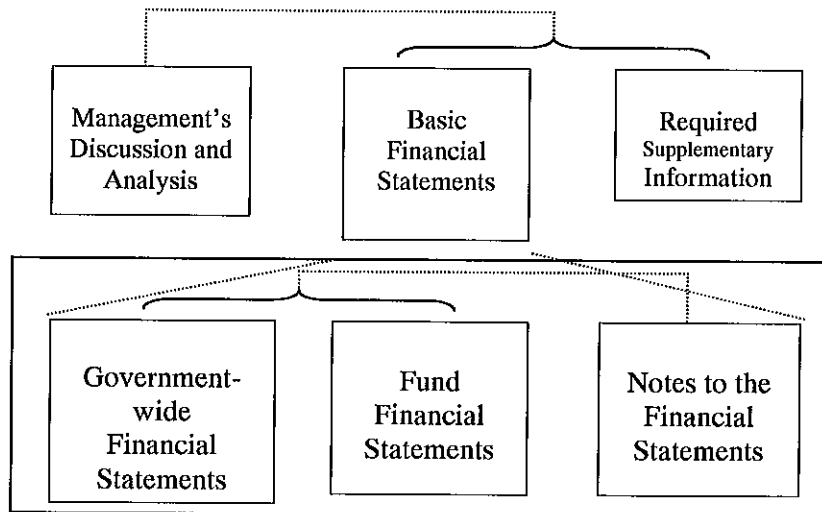 Management's
Discussion and
Analysis
Basic
Financial
Statements
Required
Supplementary
Information
Government-
wide
Financial
Statements
Fund
Financial
Statements
Notes to the
Financial
Statements